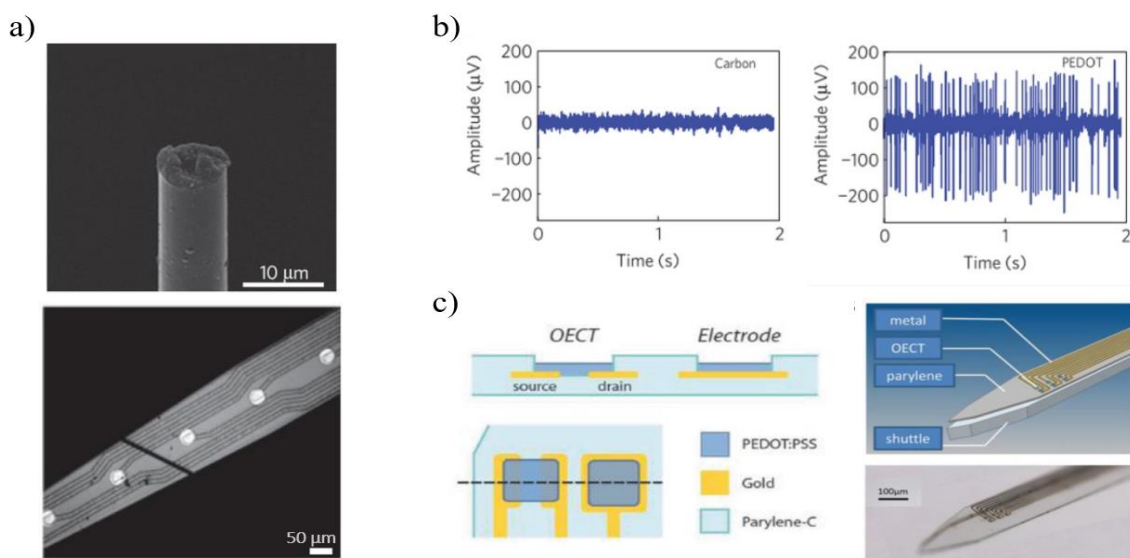 a)
10 µm
50 µm
b)
200
100
0
−100
−200
Amplitude (µV)
Carbon
0
1
2
Time (s)
200
100
0
−100
−200
Amplitude (µV)
PEDOT
0
1
2
Time (s)
c)
OECT
Electrode
source
drain
PEDOT:PSS
Gold
Parylene-C
metal
OECT
parylene
shuttle
100µm